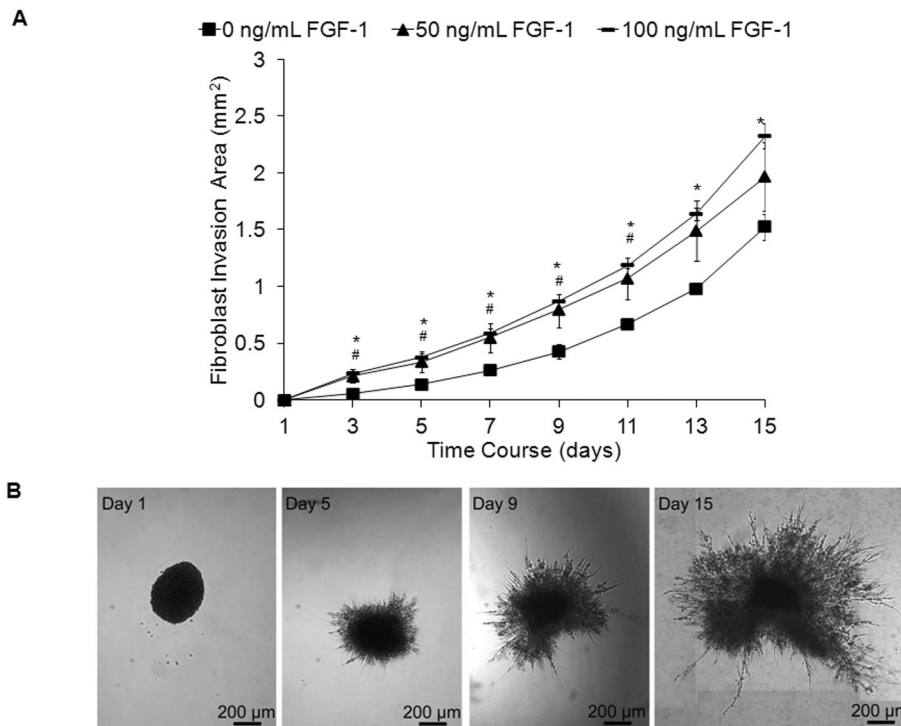 A
0 ng/mL FGF-1 50 ng/mL FGF-1 100 ng/mL FGF-1
Fibroblast Invasion Area (mm²)
3
2.5
2
1.5
1
0.5
0
* # * # * # * # * # * *
1 3 5 7 9 11 13 15
Time Course (days)
B
Day 1 Day 5 Day 9 Day 15
200 µm 200 µm 200 µm 200 µm